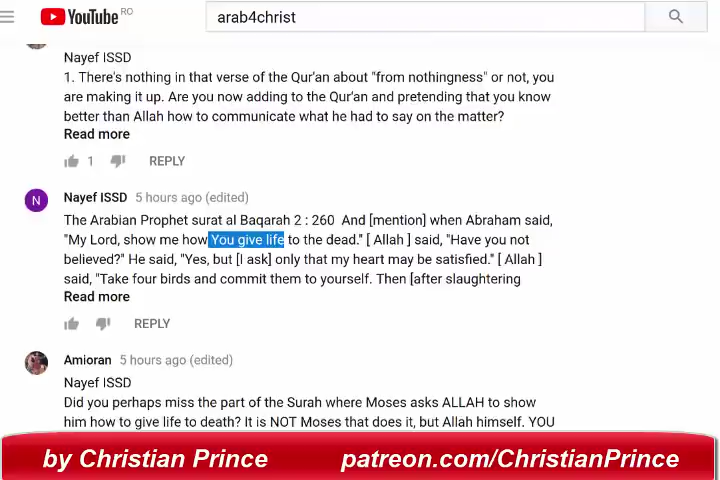 YouTube RO
arab4christ
Nayef ISSD
1. There's nothing in that verse of the Qur'an about "from nothingness" or not, you
are making it up. Are you now adding to the Qur'an and pretending that you know
better than Allah how to communicate what he had to say on the matter?
Read more
1 REPLY
N
Nayef ISSD 5 hours ago (edited)
The Arabian Prophet surat al Baqarah 2 : 260 And [mention] when Abraham said,
"My Lord, show me how You give life to the dead." [ Allah ] said, "Have you not
believed?" He said, "Yes, but [I ask] only that my heart may be satisfied." [ Allah ]
said, "Take four birds and commit them to yourself. Then [after slaughtering
Read more
REPLY
Amioran 5 hours ago (edited)
Nayef ISSD
Did you perhaps miss the part of the Surah where Moses asks ALLAH to show
him how to give life to death? It is NOT Moses that does it, but Allah himself. YOU
by Christian Prince patreon.com/ChristianPrince